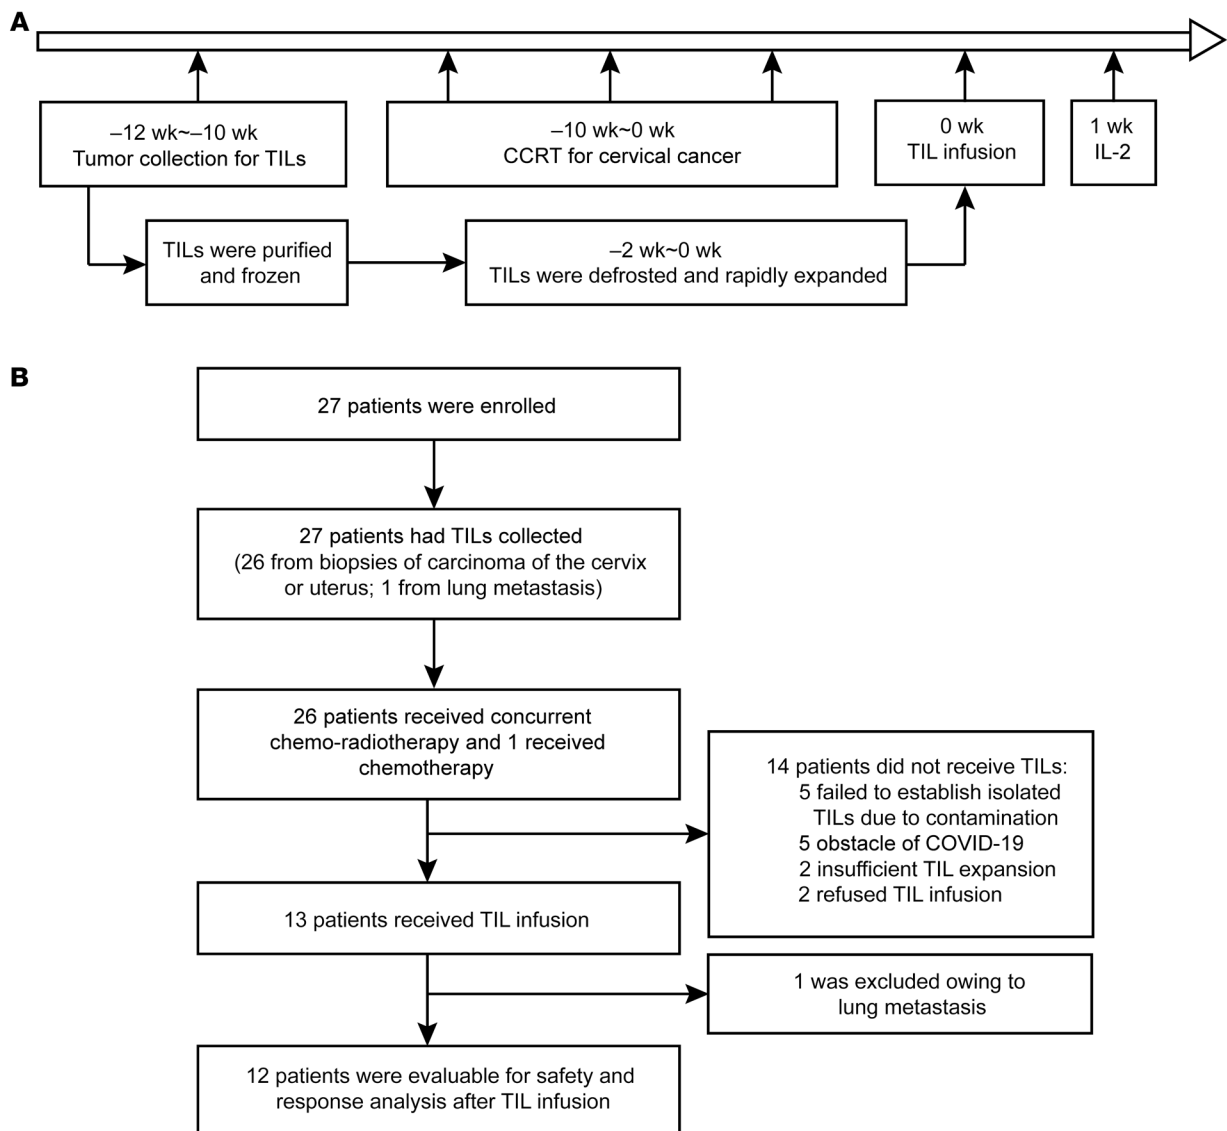 A
–12 wk~–10 wk
Tumor collection for TILs
–10 wk~0 wk
CCRT for cervical cancer
0 wk
TIL infusion
1 wk
IL-2
TILs were purified
and frozen
–2 wk~0 wk
TILs were defrosted and rapidly expanded
B
27 patients were enrolled
27 patients had TILs collected
(26 from biopsies of carcinoma of the cervix
or uterus; 1 from lung metastasis)
26 patients received concurrent
chemo-radiotherapy and 1 received
chemotherapy
14 patients did not receive TILs:
5 failed to establish isolated
TILs due to contamination
5 obstacle of COVID-19
2 insufficient TIL expansion
2 refused TIL infusion
13 patients received TIL infusion
1 was excluded owing to
lung metastasis
12 patients were evaluable for safety and
response analysis after TIL infusion